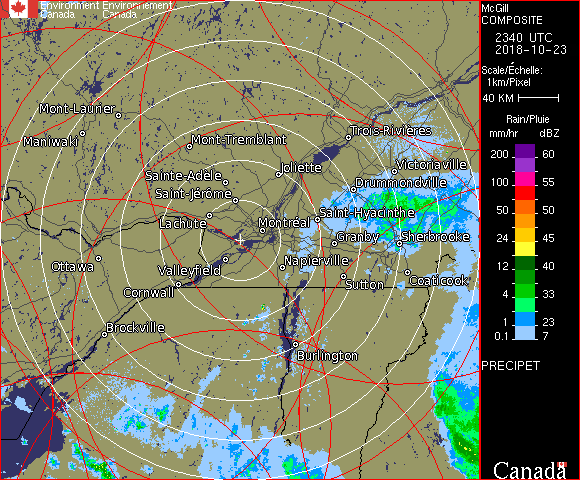 Environment Environnement
Canada Canada
McGill
COMPOSITE
2340 UTC
2018-10-23
Scale/Échelle:
1km/Pixel
40 KM
Rain/Pluie
mm/hr dBZ
200 60
100 55
50 50
24 45
12 40
4 33
1 23
0.1 7
PRECIPET
Canada
Mont-Laurier
Maniwaki
Trois-Rivières
Mont-Tremblant
Victoriaville
Joliette
Sainte-Adèle
Drummondville
Saint-Jérôme
Saint-Hyacinthe
Lachute
Montréal
Granby
Sherbrooke
Ottawa
Valleyfield
Napierville
Sutton
Coaticook
Cornwall
Brockville
Burlington